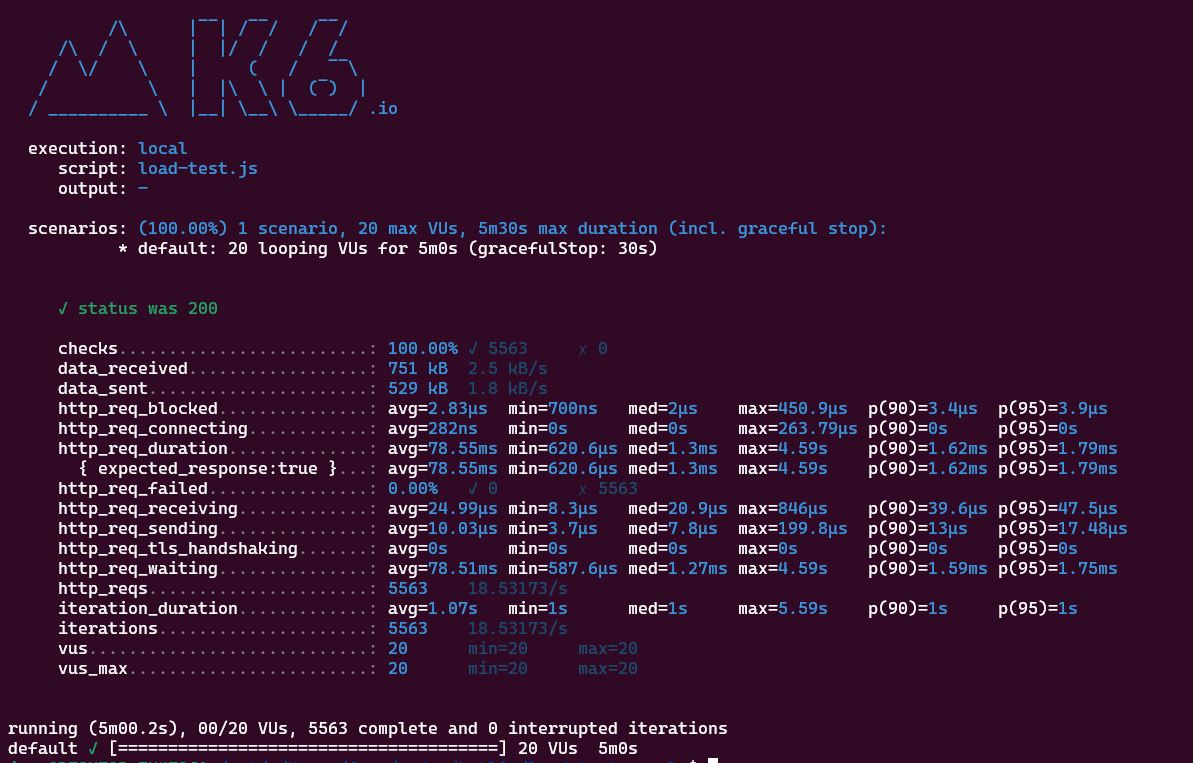 .io
execution: local
script: load-test.js
output: -
scenarios: (100.00%) 1 scenario, 20 max VUs, 5m30s max duration (incl. graceful stop):
* default: 20 looping VUs for 5m0s (gracefulStop: 30s)
✓ status was 200
checks.........................: 100.00% ✓ 5563     ✗ 0
data_received..................: 751 kB  2.5 kB/s
data_sent......................: 529 kB  1.8 kB/s
http_req_blocked...............: avg=2.83µs  min=700ns   med=2µs     max=450.9µs  p(90)=3.4µs  p(95)=3.9µs
http_req_connecting............: avg=282ns   min=0s      med=0s      max=263.79µs p(90)=0s     p(95)=0s
http_req_duration..............: avg=78.55ms min=620.6µs med=1.3ms   max=4.59s    p(90)=1.62ms p(95)=1.79ms
{ expected_response:true }...: avg=78.55ms min=620.6µs med=1.3ms   max=4.59s    p(90)=1.62ms p(95)=1.79ms
http_req_failed................: 0.00%   ✓ 0        ✗ 5563
http_req_receiving.............: avg=24.99µs min=8.3µs   med=20.9µs  max=846µs    p(90)=39.6µs p(95)=47.5µs
http_req_sending...............: avg=10.03µs min=3.7µs   med=7.8µs   max=199.8µs  p(90)=13µs   p(95)=17.48µs
http_req_tls_handshaking.......: avg=0s      min=0s      med=0s      max=0s       p(90)=0s     p(95)=0s
http_req_waiting...............: avg=78.51ms min=587.6µs med=1.27ms  max=4.59s    p(90)=1.59ms p(95)=1.75ms
http_reqs......................: 5563    18.53173/s
iteration_duration.............: avg=1.07s   min=1s      med=1s      max=5.59s    p(90)=1s     p(95)=1s
iterations.....................: 5563    18.53173/s
vus............................: 20      min=20     max=20
vus_max........................: 20      min=20     max=20
running (5m00.2s), 00/20 VUs, 5563 complete and 0 interrupted iterations
default ✓ [======================================] 20 VUs  5m0s